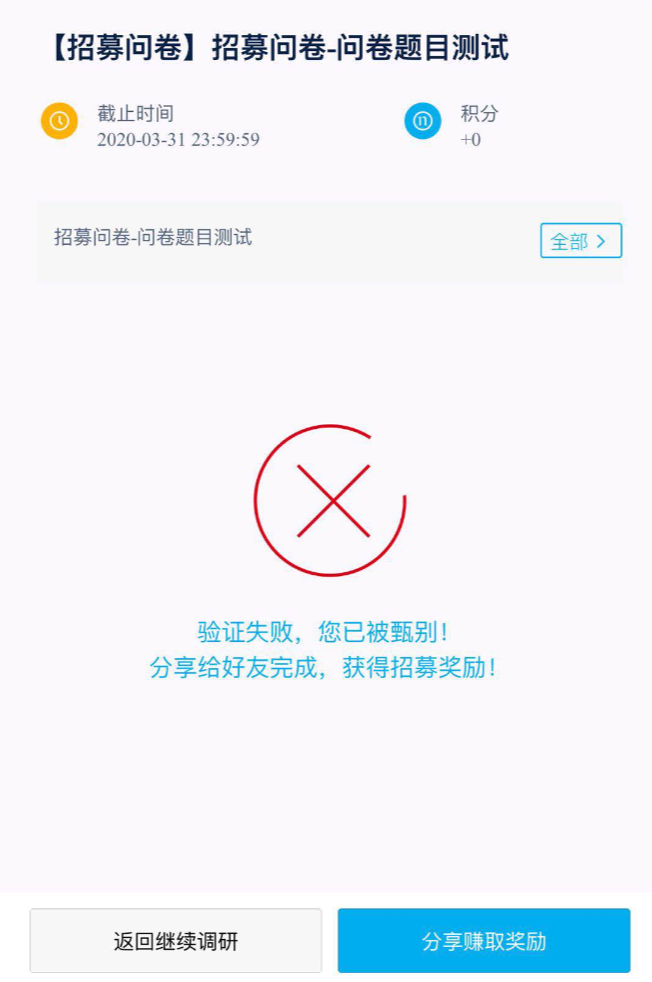 【招募问卷】招募问卷-问卷题目测试
截止时间
2020-03-31 23:59:59
积分
+0
招募问卷-问卷题目测试
全部
验证失败，您已被甄别！
分享给好友完成，获得招募奖励！
返回继续调研
分享赚取奖励